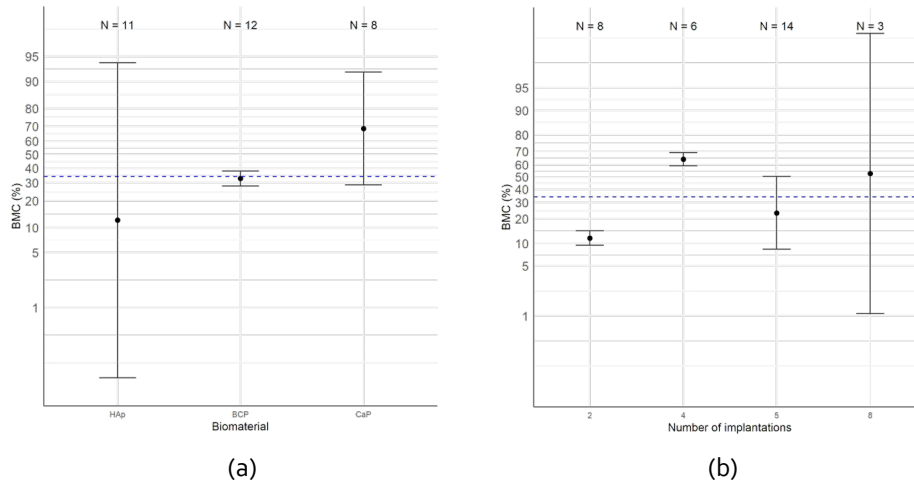 N = 11 N = 12 N = 8
95
90
80
70
60
50
40
30
20
10
5
1
BMC (%)
HAp BCP CaP
Biomaterial
(a)
N = 8 N = 6 N = 14 N = 3
95
90
80
70
60
50
40
30
20
10
5
1
BMC (%)
2 4 5 8
Number of implantations
(b)